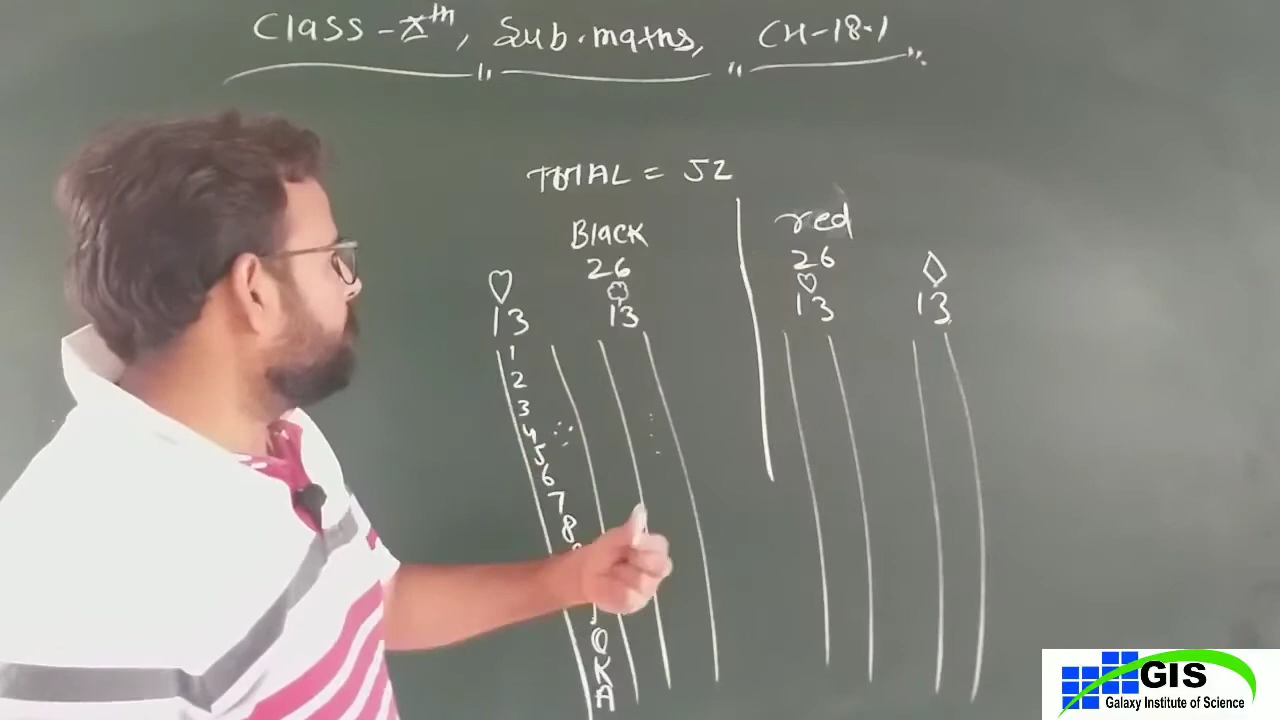 Class - Xth, Sub. maths, CH-18.1
TOTAL = 52
Black
26
13
13
red
26
13
13
1
2
3
4
5
6
7
8
K
A
GIS
Galaxy Institute of Science